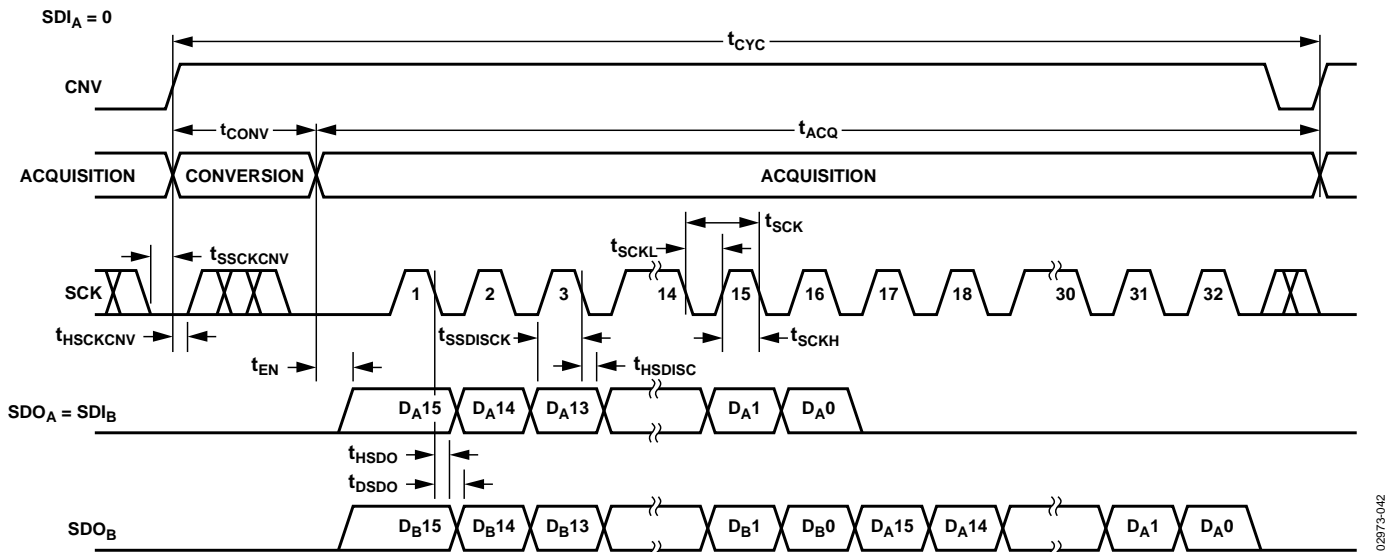 SDIA = 0
tCYC
CNV
tCONV
tACQ
ACQUISITION CONVERSION ACQUISITION
tSCK
tSCKL
tSSCKCNV
SCK 1 2 3 14 15 16 17 18 30 31 32
tHSCKCNV
tSSDISCK
tSCKH
tEN
tHSDISC
SDOA = SDIB DA15 DA14 DA13 DA1 DA0
tHSDO
tDSDO
SDOB DB15 DB14 DB13 DB1 DB0 DA15 DA14 DA1 DA0
02973-042